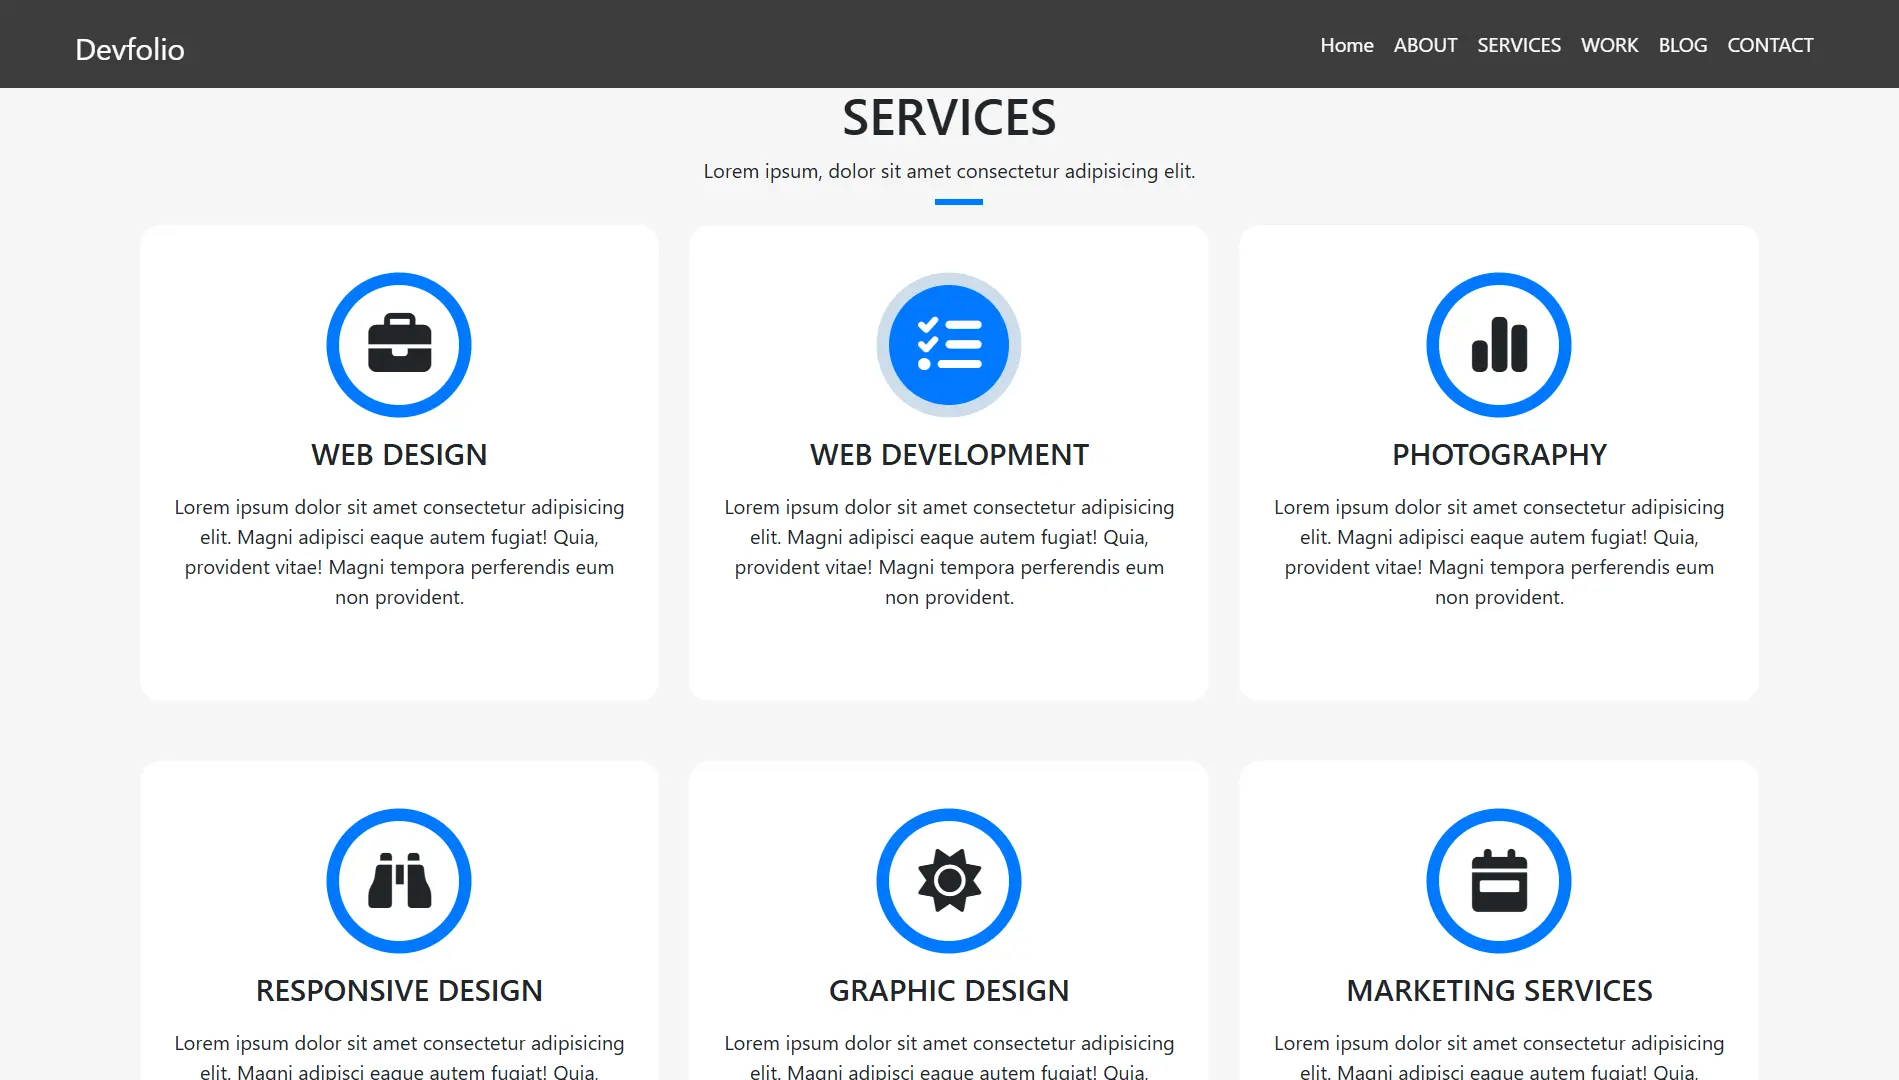 Devfolio
Home ABOUT SERVICES WORK BLOG CONTACT
SERVICES
Lorem ipsum, dolor sit amet consectetur adipisicing elit.
WEB DESIGN
Lorem ipsum dolor sit amet consectetur adipisicing
elit. Magni adipisci eaque autem fugiat! Quia,
provident vitae! Magni tempora perferendis eum
non provident.
WEB DEVELOPMENT
Lorem ipsum dolor sit amet consectetur adipisicing
elit. Magni adipisci eaque autem fugiat! Quia,
provident vitae! Magni tempora perferendis eum
non provident.
PHOTOGRAPHY
Lorem ipsum dolor sit amet consectetur adipisicing
elit. Magni adipisci eaque autem fugiat! Quia,
provident vitae! Magni tempora perferendis eum
non provident.
RESPONSIVE DESIGN
Lorem ipsum dolor sit amet consectetur adipisicing
elit. Magni adipisci eaque autem fugiat! Quia,
GRAPHIC DESIGN
Lorem ipsum dolor sit amet consectetur adipisicing
elit. Magni adipisci eaque autem fugiat! Quia,
MARKETING SERVICES
Lorem ipsum dolor sit amet consectetur adipisicing
elit. Magni adipisci eaque autem fugiat! Quia,